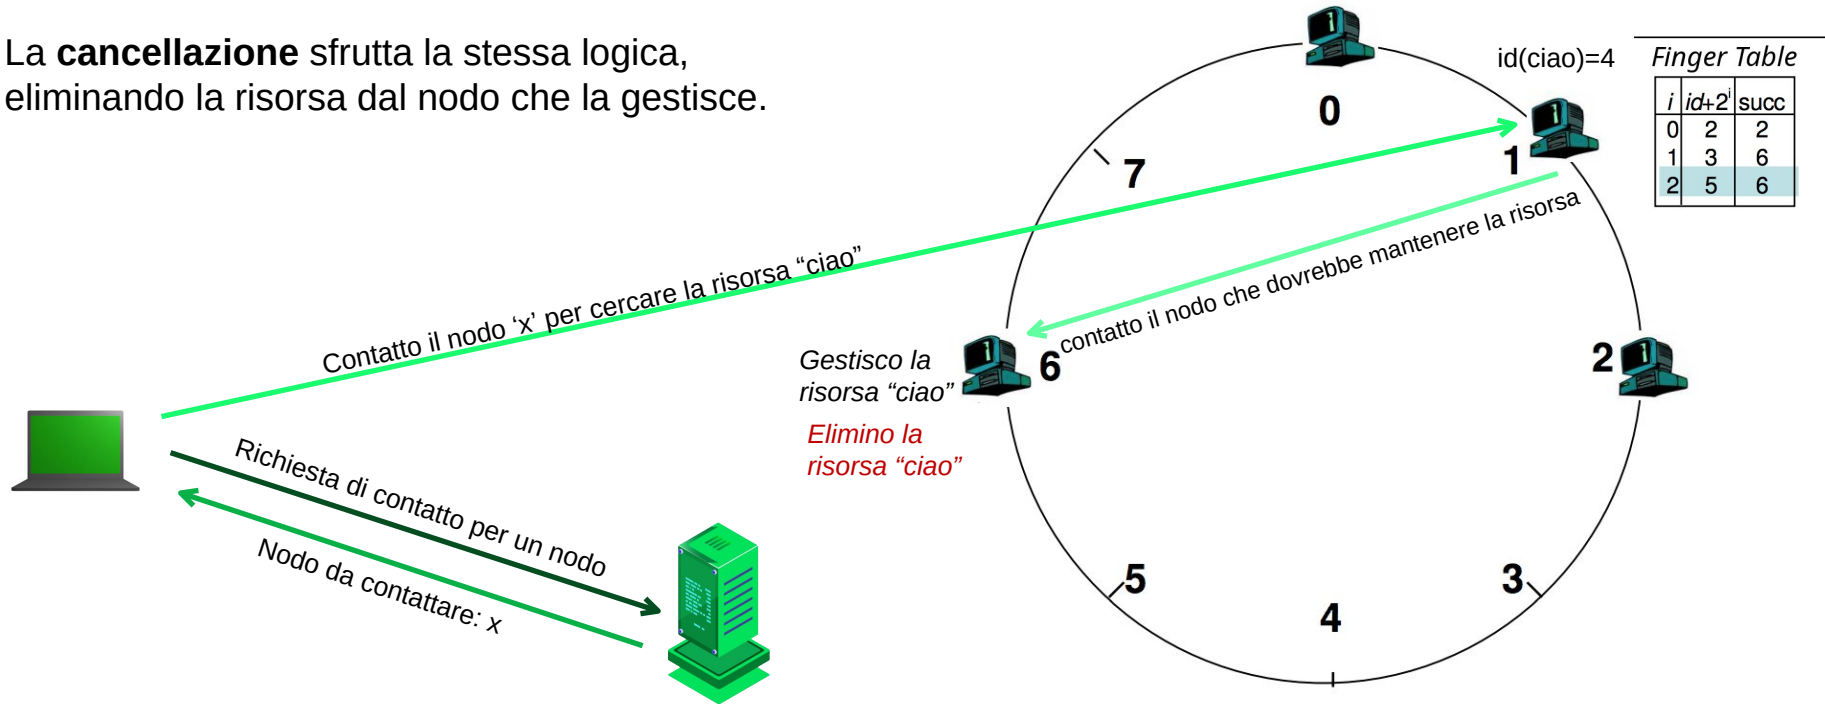 La cancellazione sfrutta la stessa logica,
eliminando la risorsa dal nodo che la gestisce.
id(ciao)=4
Finger Table
i id+2^i succ
0 2 2
1 3 6
2 5 6
0
1
7
2
6
5
4
3
Contatto il nodo ‘x’ per cercare la risorsa “ciao”
contatto il nodo che dovrebbe mantenere la risorsa
Gestisco la
risorsa “ciao”
Elimino la
risorsa “ciao”
Richiesta di contatto per un nodo
Nodo da contattare: x